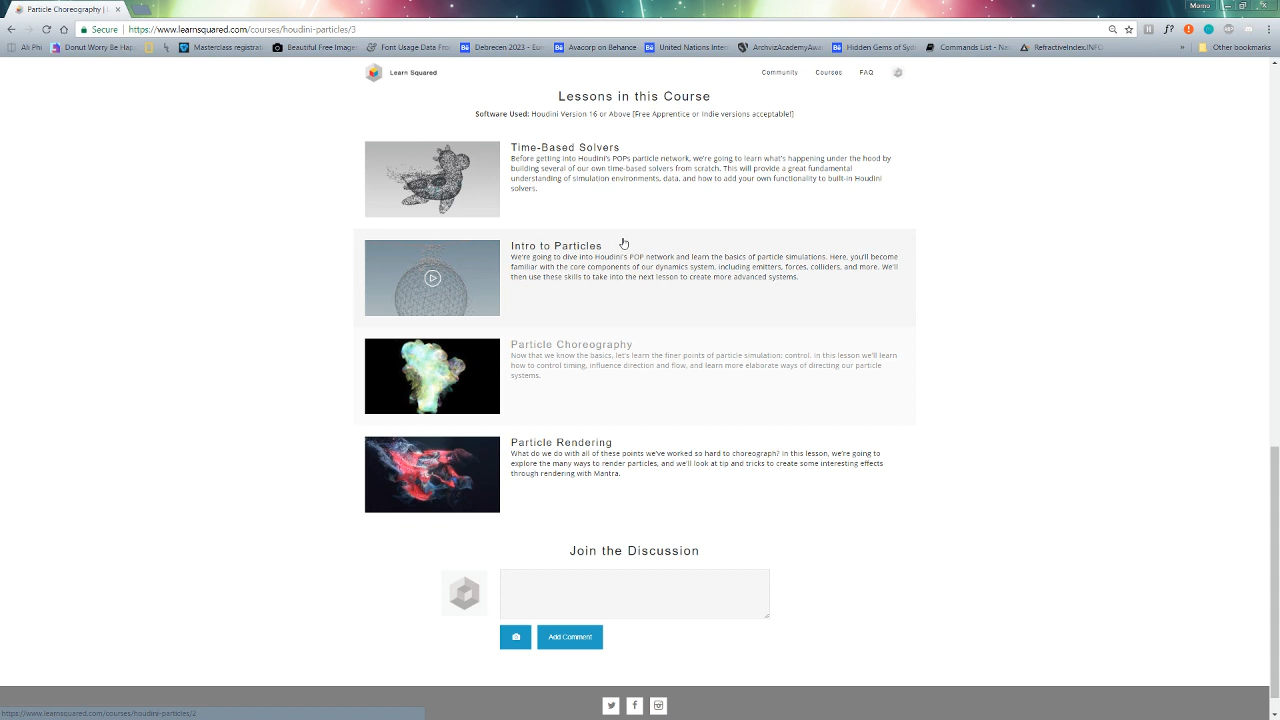 Particle Choreography | L
Momo
Secure
https://www.learnsquared.com/courses/houdini-particles/3
Ali Phi
Donut Worry Be Hap
Masterclass registrati
Beautiful Free Images
Font Usage Data Fro
Debrecen 2023 - Eu
Avacorp on Behance
United Nations Inter
ArchvizAcademyAwa
Hidden Gems of Syd
Commands List - Na
RefractiveIndex.INFO
Other bookmarks
Learn Squared
Community
Courses
FAQ
Lessons in this Course
Software Used: Houdini Version 16 or Above [Free Apprentice or Indie versions acceptable!]
Time-Based Solvers
Before getting into Houdini's POPs particle network, we're going to learn what's happening under the hood by
building several of our own time-based solvers from scratch. This will provide a great fundamental
understanding of simulation environments, data, and how to add your own functionality to built-in Houdini
solvers.
Intro to Particles
We're going to dive into Houdini's POP network and learn the basics of particle simulations. Here, you'll become
familiar with the core components of our dynamics system, including emitters, forces, colliders, and more. We'll
then use these skills to take into the next lesson to create more advanced systems.
Particle Choreography
Now that we know the basics, let's learn the finer points of particle simulation: control. In this lesson we'll learn
how to control timing, influence direction and flow, and learn more elaborate ways of directing our particle
systems.
Particle Rendering
What do we do with all of these points we've worked so hard to choreograph? In this lesson, we're going to
explore the many ways to render particles, and we'll look at tip and tricks to create some interesting effects
through rendering with Mantra.
Join the Discussion
Add Comment
https://www.learnsquared.com/courses/houdini-particles/2